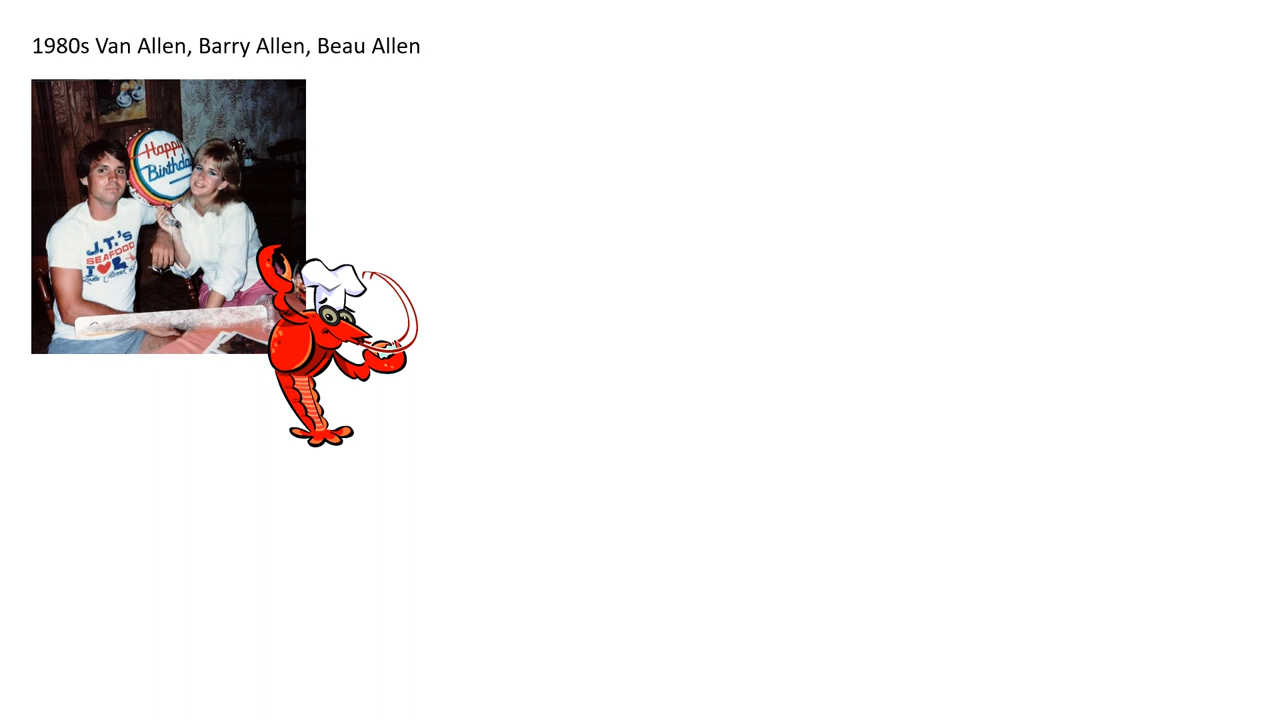 1980s Van Allen, Barry Allen, Beau Allen
Happy
Birthday
J.T.'s
SEAFOOD
I